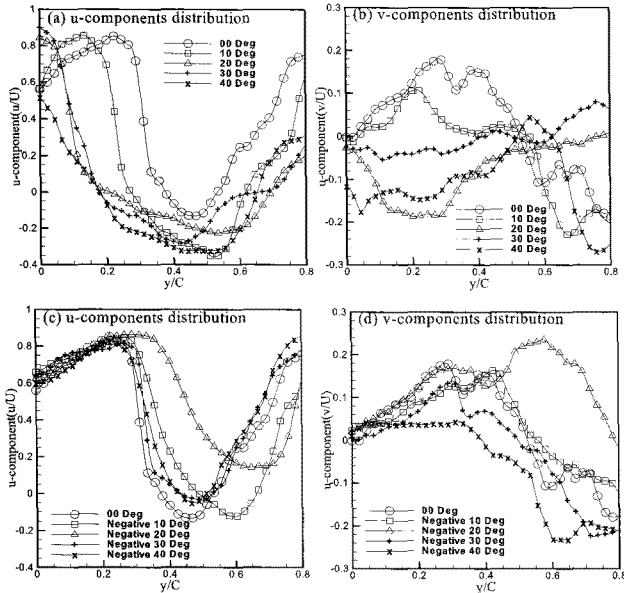 (a) u-components distribution
u-component(u/U)
1
0.8
0.6
0.4
0.2
0
-0.2
-0.4
00 Deg
10 Deg
20 Deg
30 Deg
40 Deg
0 0.2 0.4 0.6 0.8
y/C
(b) v-components distribution
u-component(v/U)
0.3
0.2
0.1
0
-0.1
-0.2
-0.3
00 Deg
10 Deg
20 Deg
30 Deg
40 Deg
0 0.2 0.4 0.6 0.8
y/C
(c) u-components distribution
u-component(u/U)
1
0.8
0.6
0.4
0.2
0
-0.2
-0.4
00 Deg
Negative 10 Deg
Negative 20 Deg
Negative 30 Deg
Negative 40 Deg
0 0.2 0.4 0.6 0.8
y/C
(d) v-components distribution
u-component(v/U)
0.3
0.2
0.1
0
-0.1
-0.2
-0.3
00 Deg
Negative 10 Deg
Negative 20 Deg
Negative 30 Deg
Negative 40 Deg
0 0.2 0.4 0.6 0.8
y/C